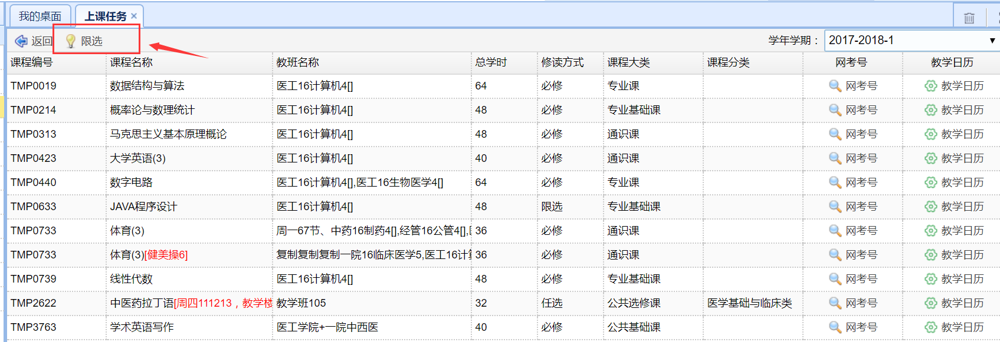 我的桌面 上课任务 ×
返回 限选 学年学期： 2017-2018-1
课程编号 课程名称 教班名称 总学时 修读方式 课程大类 课程分类 网考号 教学日历
TMP0019 数据结构与算法 医工16计算机4[] 64 必修 专业课 网考号 教学日历
TMP0214 概率论与数理统计 医工16计算机4[] 48 必修 专业基础课 网考号 教学日历
TMP0313 马克思主义基本原理概论 医工16计算机4[] 48 必修 通识课 网考号 教学日历
TMP0423 大学英语(3) 医工16计算机4[] 40 必修 通识课 网考号 教学日历
TMP0440 数字电路 医工16计算机4[],医工16生物医学4[] 64 必修 专业课 网考号 教学日历
TMP0633 JAVA程序设计 医工16计算机4[] 48 限选 专业基础课 网考号 教学日历
TMP0733 体育(3) 周一67节、中药16制药4[],经管16公管4[], 36 必修 通识课 网考号 教学日历
TMP0733 体育(3)[健美操6] 复制复制复制一院16临床医学5,医工16计算 36 必修 通识课 网考号 教学日历
TMP0739 线性代数 医工16计算机4[] 48 必修 专业基础课 网考号 教学日历
TMP2622 中医药拉丁语[周四111213，教学楼 教学班105 32 任选 公共选修课 医学基础与临床类 网考号 教学日历
TMP3763 学术英语写作 医工学院+一院中西医 40 必修 公共基础课 网考号 教学日历